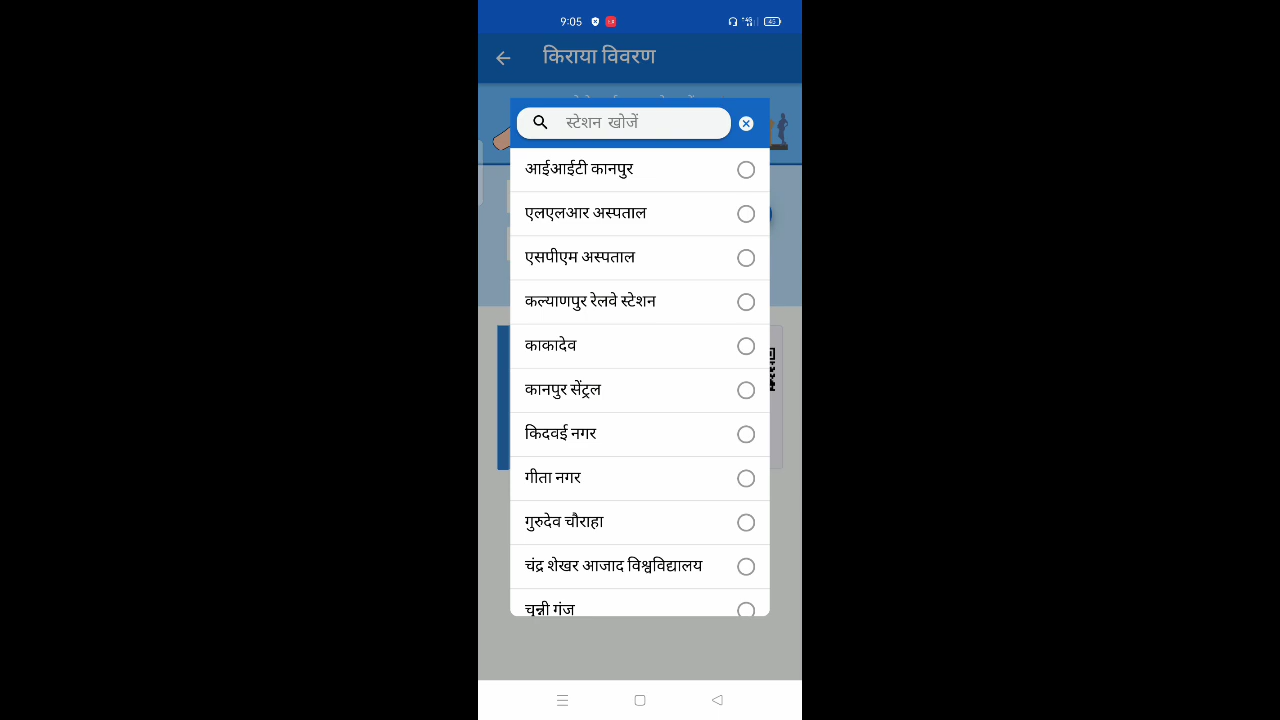 9:05
45
किराया विवरण
स्टेशन खोजें
आईआईटी कानपुर
एलएलआर अस्पताल
एसपीएम अस्पताल
कल्याणपुर रेलवे स्टेशन
काकादेव
कानपुर सेंट्रल
किदवई नगर
गीता नगर
गुरुदेव चौराहा
चंद्र शेखर आजाद विश्वविद्यालय
चुन्नी गंज